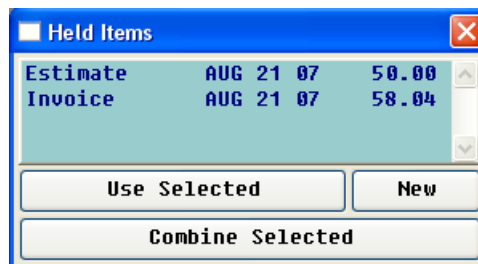 Held Items
Estimate AUG 21 07 50.00
Invoice AUG 21 07 58.04
Use Selected New
Combine Selected